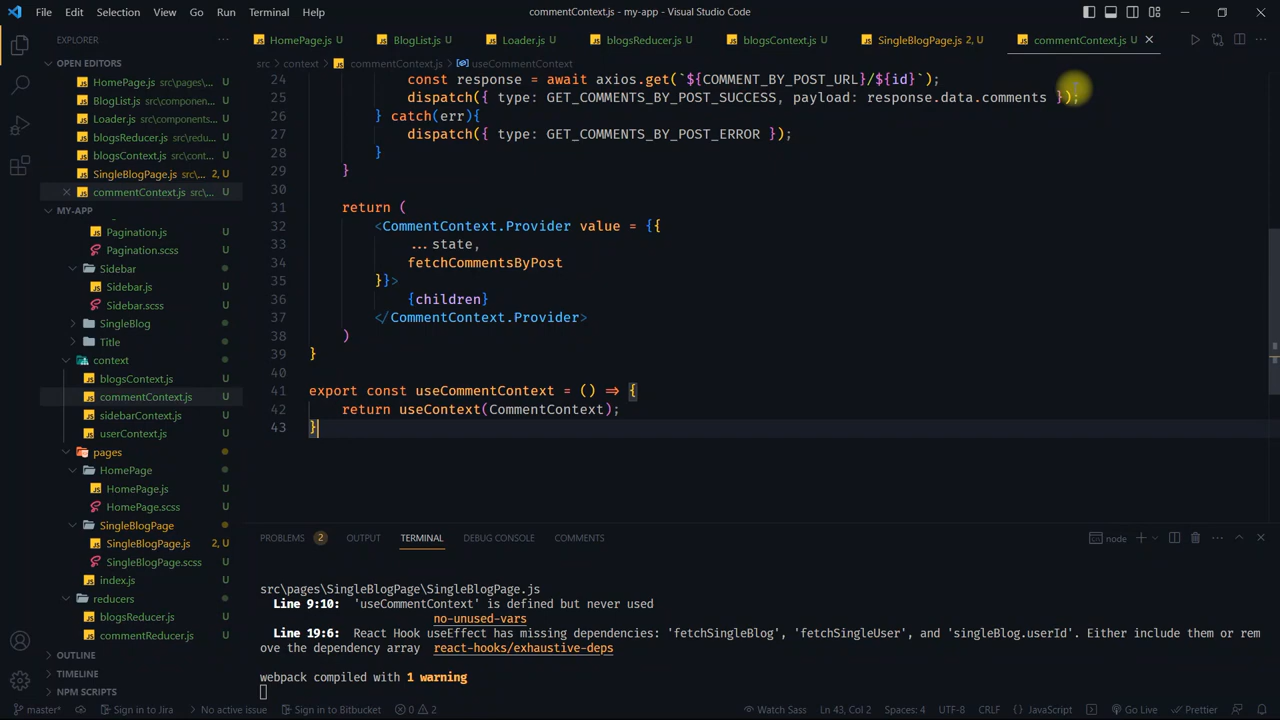 File Edit Selection View Go Run Terminal Help commentContext.js - my-app - Visual Studio Code
EXPLORER ...
HomePage.js U BlogList.js U Loader.js U blogsReducer.js U blogsContext.js U SingleBlogPage.js 2, U commentContext.js U
OPEN EDITORS
src > context > commentContext.js > useCommentContext
HomePage.js src\pages\... U
BlogList.js src\compon... U
Loader.js src\components... U
blogsReducer.js src\redu... U
blogsContext.js src\cont... U
SingleBlogPage.js s... 2, U
commentContext.js src\... U
MY-APP
Pagination.js U
Pagination.scss U
Sidebar
Sidebar.js U
Sidebar.scss U
SingleBlog
Title
context
blogsContext.js U
commentContext.js U
sidebarContext.js U
userContext.js U
pages
HomePage
HomePage.js U
HomePage.scss U
SingleBlogPage
SingleBlogPage.js 2, U
SingleBlogPage.scss U
index.js U
reducers
blogsReducer.js U
commentReducer.js U
OUTLINE
TIMELINE
NPM SCRIPTS
24 const response = await axios.get(`${COMMENT_BY_POST_URL}/${id}`);
25 dispatch({ type: GET_COMMENTS_BY_POST_SUCCESS, payload: response.data.comments });
26 } catch(err){
27 dispatch({ type: GET_COMMENTS_BY_POST_ERROR });
28 }
29 }
30
31 return (
32 <CommentContext.Provider value = {{
33 ...state,
34 fetchCommentsByPost
35 }}>
36 {children}
37 </CommentContext.Provider>
38 )
39 }
40
41 export const useCommentContext = () => {
42 return useContext(CommentContext);
43 }
PROBLEMS 2 OUTPUT TERMINAL DEBUG CONSOLE COMMENTS node
src\pages\SingleBlogPage\SingleBlogPage.js
Line 9:10: 'useCommentContext' is defined but never used
no-unused-vars
Line 19:6: React Hook useEffect has missing dependencies: 'fetchSingleBlog', 'fetchSingleUser', and 'singleBlog.userId'. Either include them or rem
ove the dependency array react-hooks/exhaustive-deps
webpack compiled with 1 warning
master* Sign in to Jira No active issue Sign in to Bitbucket 0 2 Watch Sass Ln 43, Col 2 Spaces: 4 UTF-8 CRLF {} JavaScript Go Live Prettier